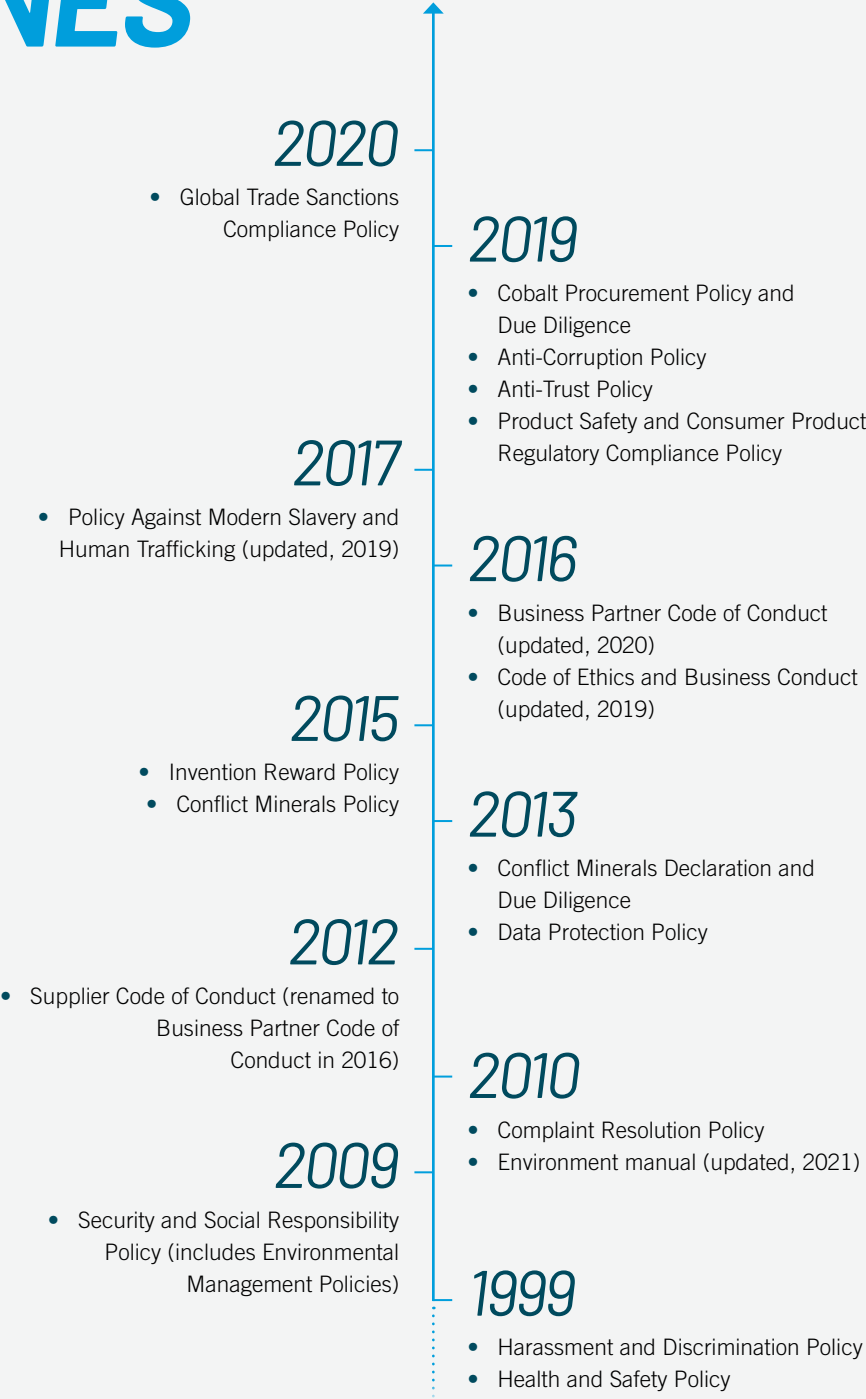 NES
2020
• Global Trade Sanctions
Compliance Policy
2019
• Cobalt Procurement Policy and
Due Diligence
• Anti-Corruption Policy
• Anti-Trust Policy
• Product Safety and Consumer Product
Regulatory Compliance Policy
2017
• Policy Against Modern Slavery and
Human Trafficking (updated, 2019)
2016
• Business Partner Code of Conduct
(updated, 2020)
• Code of Ethics and Business Conduct
(updated, 2019)
2015
• Invention Reward Policy
• Conflict Minerals Policy
2013
• Conflict Minerals Declaration and
Due Diligence
• Data Protection Policy
2012
• Supplier Code of Conduct (renamed to
Business Partner Code of
Conduct in 2016)
2010
• Complaint Resolution Policy
• Environment manual (updated, 2021)
2009
• Security and Social Responsibility
Policy (includes Environmental
Management Policies)
1999
• Harassment and Discrimination Policy
• Health and Safety Policy